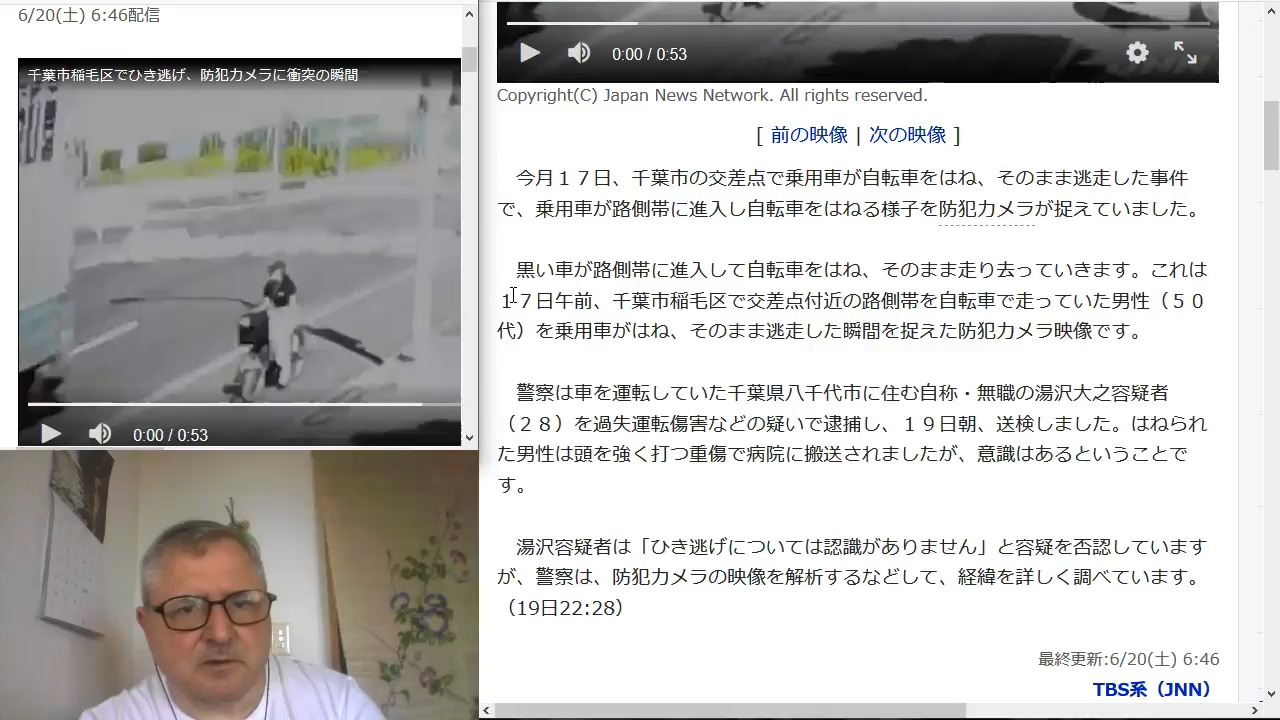 6/20(土) 6:46配信
千葉市稲毛区でひき逃げ、防犯カメラに衝突の瞬間
0:00 / 0:53
0:00 / 0:53
Copyright(C) Japan News Network. All rights reserved.
[ 前の映像 | 次の映像 ]
今月１７日、千葉市の交差点で乗用車が自転車をはね、そのまま逃走した事件
で、乗用車が路側帯に進入し自転車をはねる様子を防犯カメラが捉えていました。
黒い車が路側帯に進入して自転車をはね、そのまま走り去っていきます。これは
１７日午前、千葉市稲毛区で交差点付近の路側帯を自転車で走っていた男性（５０
代）を乗用車がはね、そのまま逃走した瞬間を捉えた防犯カメラ映像です。
警察は車を運転していた千葉県八千代市に住む自称・無職の湯沢大之容疑者
（２８）を過失運転傷害などの疑いで逮捕し、１９日朝、送検しました。はねられ
た男性は頭を強く打つ重傷で病院に搬送されましたが、意識はあるということで
す。
湯沢容疑者は「ひき逃げについては認識がありません」と容疑を否認しています
が、警察は、防犯カメラの映像を解析するなどして、経緯を詳しく調べています。
（19日22:28）
最終更新:6/20(土) 6:46
TBS系（JNN）